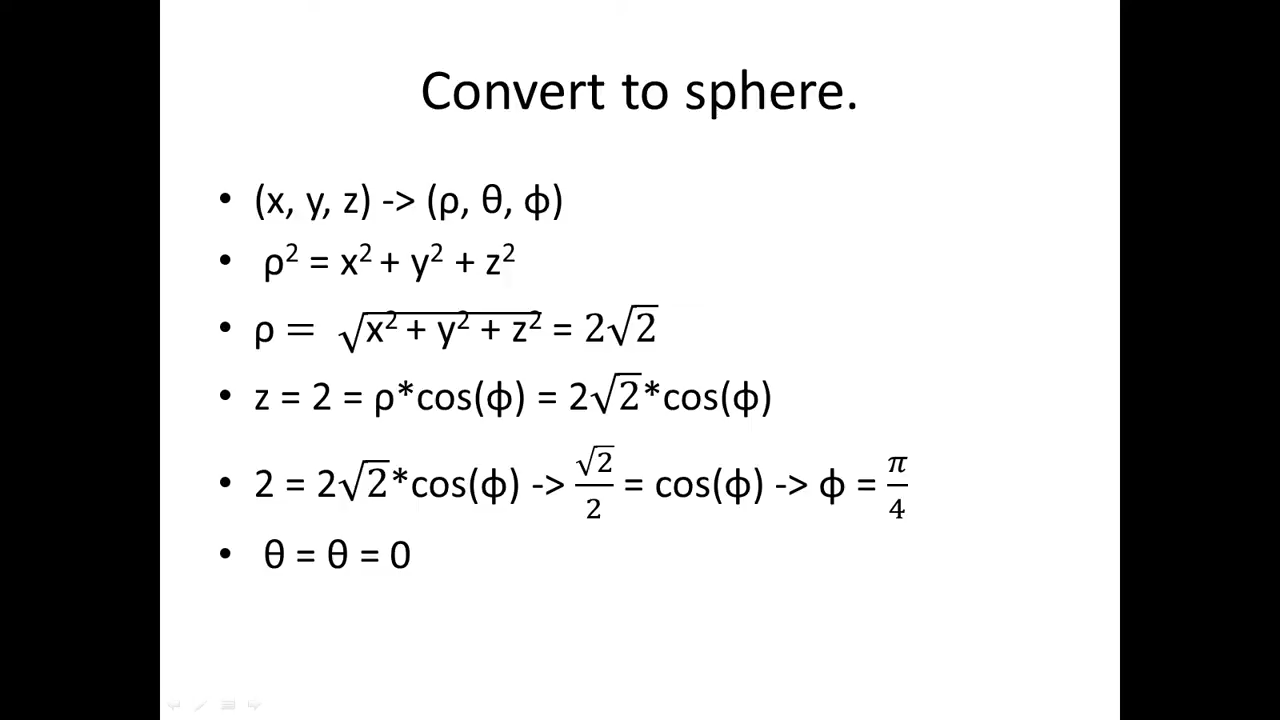 Convert to sphere.
• (x, y, z) -> (ρ, θ, ϕ)
• ρ² = x² + y² + z²
• ρ = √(x² + y² + z²) = 2√2
• z = 2 = ρ*cos(ϕ) = 2√2*cos(ϕ)
• 2 = 2√2*cos(ϕ) -> √2/2 = cos(ϕ) -> ϕ = π/4
• θ = θ = 0